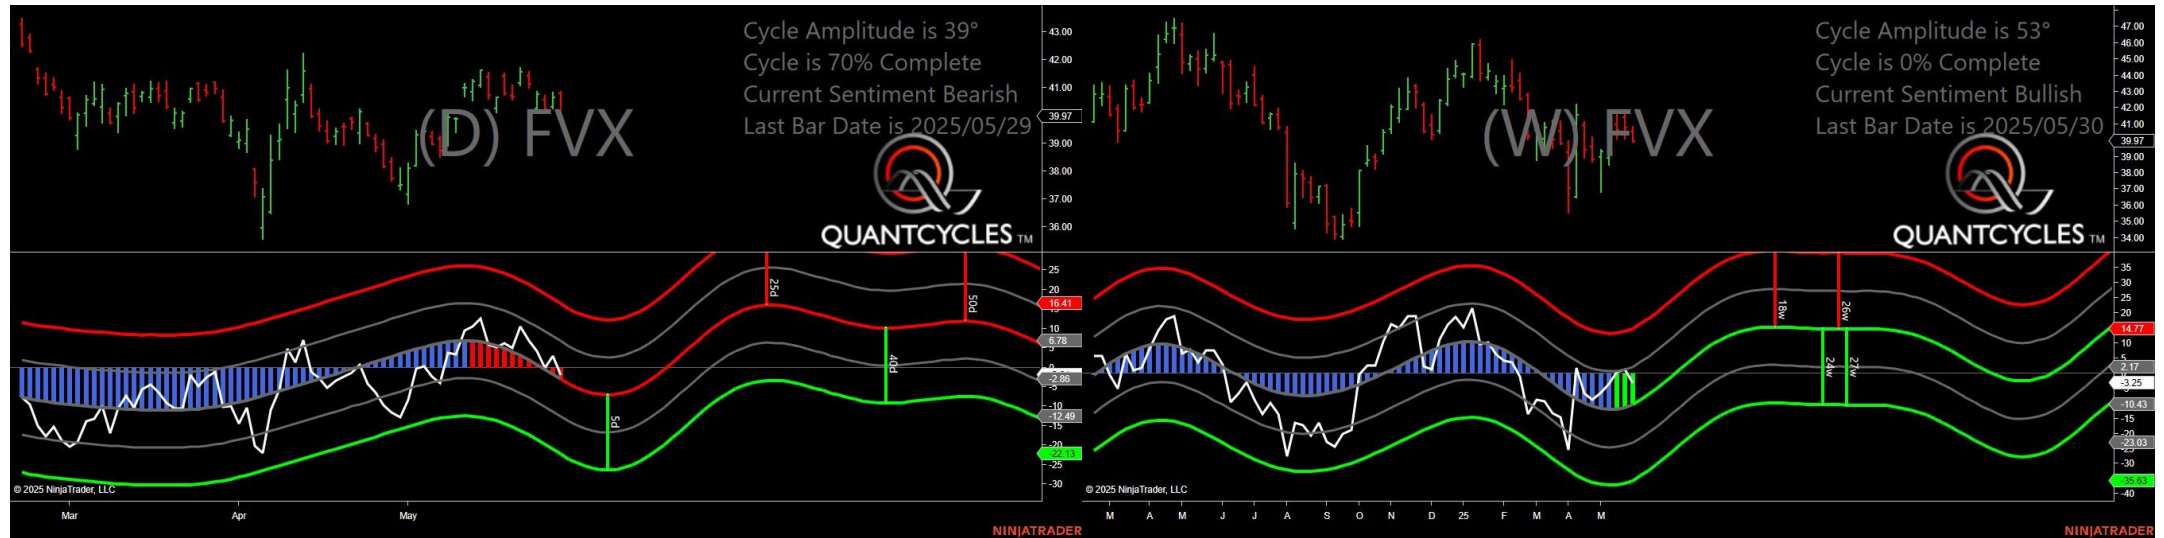 Cycle Amplitude is 39°
Cycle is 70% Complete
Current Sentiment Bearish
Last Bar Date is 2025/05/29
(D) FVX
QUANTCYCLES TM
43.00
42.00
41.00
39.97
39.00
38.00
37.00
36.00
25
16.41
10
6.78
-2.86
-10
-12.49
-15
-20
-22.13
-25
-30
25d
50d
40d
5d
© 2025 NinjaTrader, LLC
Mar Apr May
NINJATRADER
Cycle Amplitude is 53°
Cycle is 0% Complete
Current Sentiment Bullish
Last Bar Date is 2025/05/30
(W) FVX
QUANTCYCLES TM
47.00
46.00
45.00
44.00
43.00
42.00
41.00
39.97
39.00
38.00
37.00
36.00
35.00
34.00
35
30
25
20
14.77
10
5
2.17
-3.25
-10.43
-15
-23.03
-30
-35.63
-40
18w
26w
24w
27w
© 2025 NinjaTrader, LLC
M A M J J A S O N D 25 F M A M
NINJATRADER